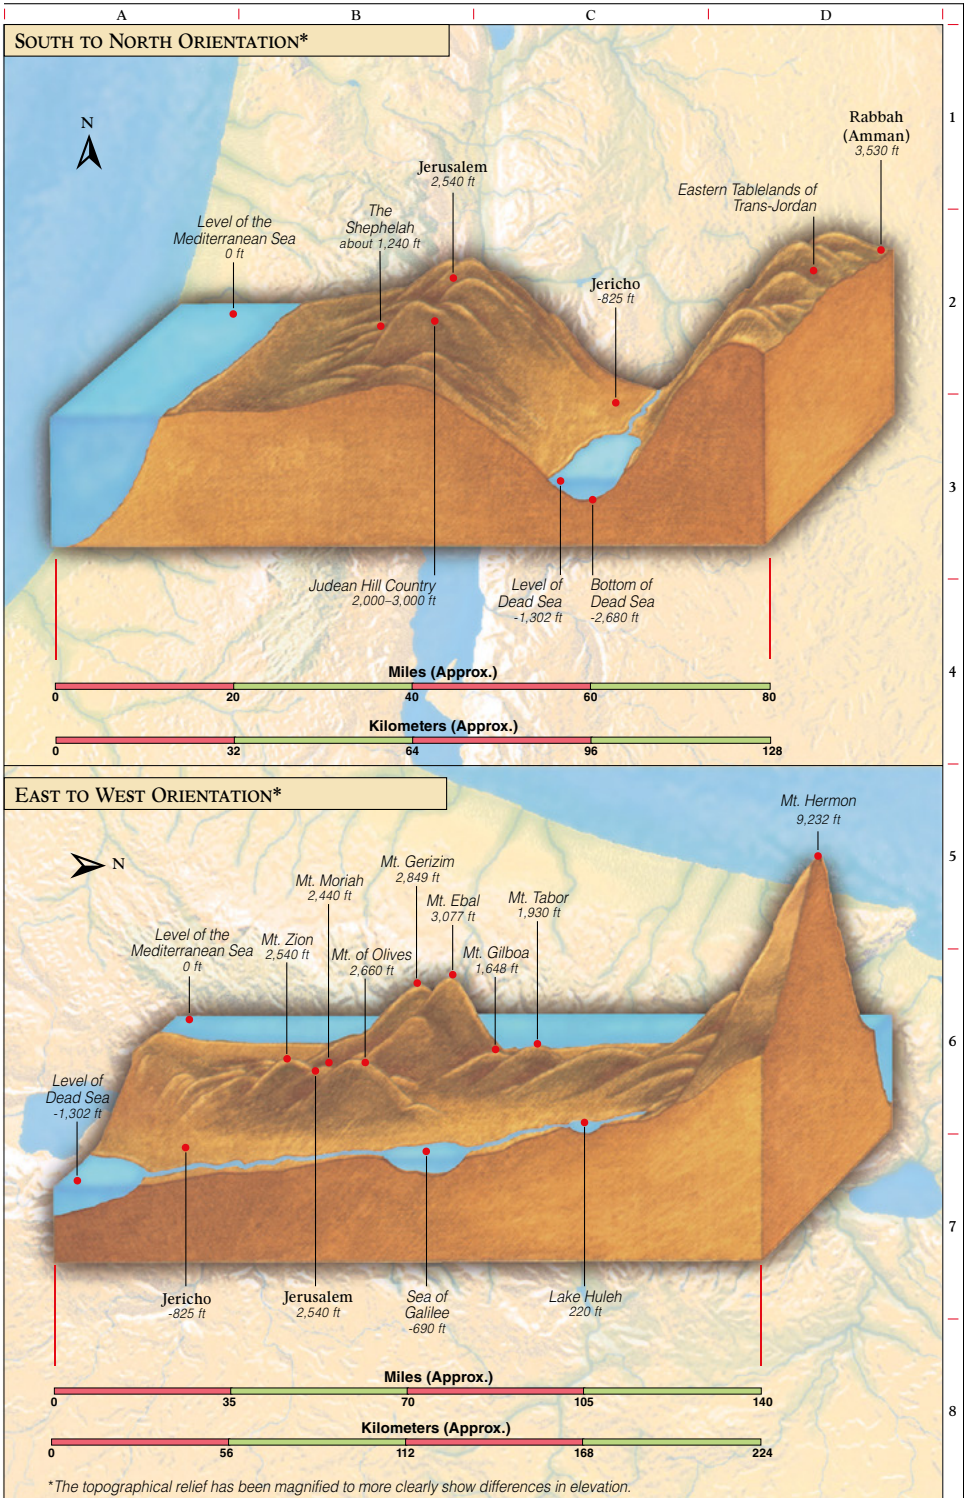 A B C D
SOUTH TO NORTH ORIENTATION*
1
N
Rabbah
(Amman)
3,530 ft
Jerusalem
2,540 ft
Eastern Tablelands of
Trans-Jordan
The
Shephelah
about 1,240 ft
Level of the
Mediterranean Sea
0 ft
Jericho
-825 ft
2
3
Judean Hill Country
2,000–3,000 ft
Level of
Dead Sea
-1,302 ft
Bottom of
Dead Sea
-2,680 ft
4
Miles (Approx.)
0 20 40 60 80
Kilometers (Approx.)
0 32 64 96 128
EAST TO WEST ORIENTATION*
Mt. Hermon
9,232 ft
5
N
Mt. Gerizim
2,849 ft
Mt. Moriah
2,440 ft
Mt. Ebal
3,077 ft
Mt. Tabor
1,930 ft
Level of the
Mediterranean Sea
0 ft
Mt. Zion
2,540 ft
Mt. of Olives
2,660 ft
Mt. Gilboa
1,648 ft
6
Level of
Dead Sea
-1,302 ft
7
Jericho
-825 ft
Jerusalem
2,540 ft
Sea of
Galilee
-690 ft
Lake Huleh
220 ft
Miles (Approx.)
0 35 70 105 140
8
Kilometers (Approx.)
0 56 112 168 224
*The topographical relief has been magnified to more clearly show differences in elevation.